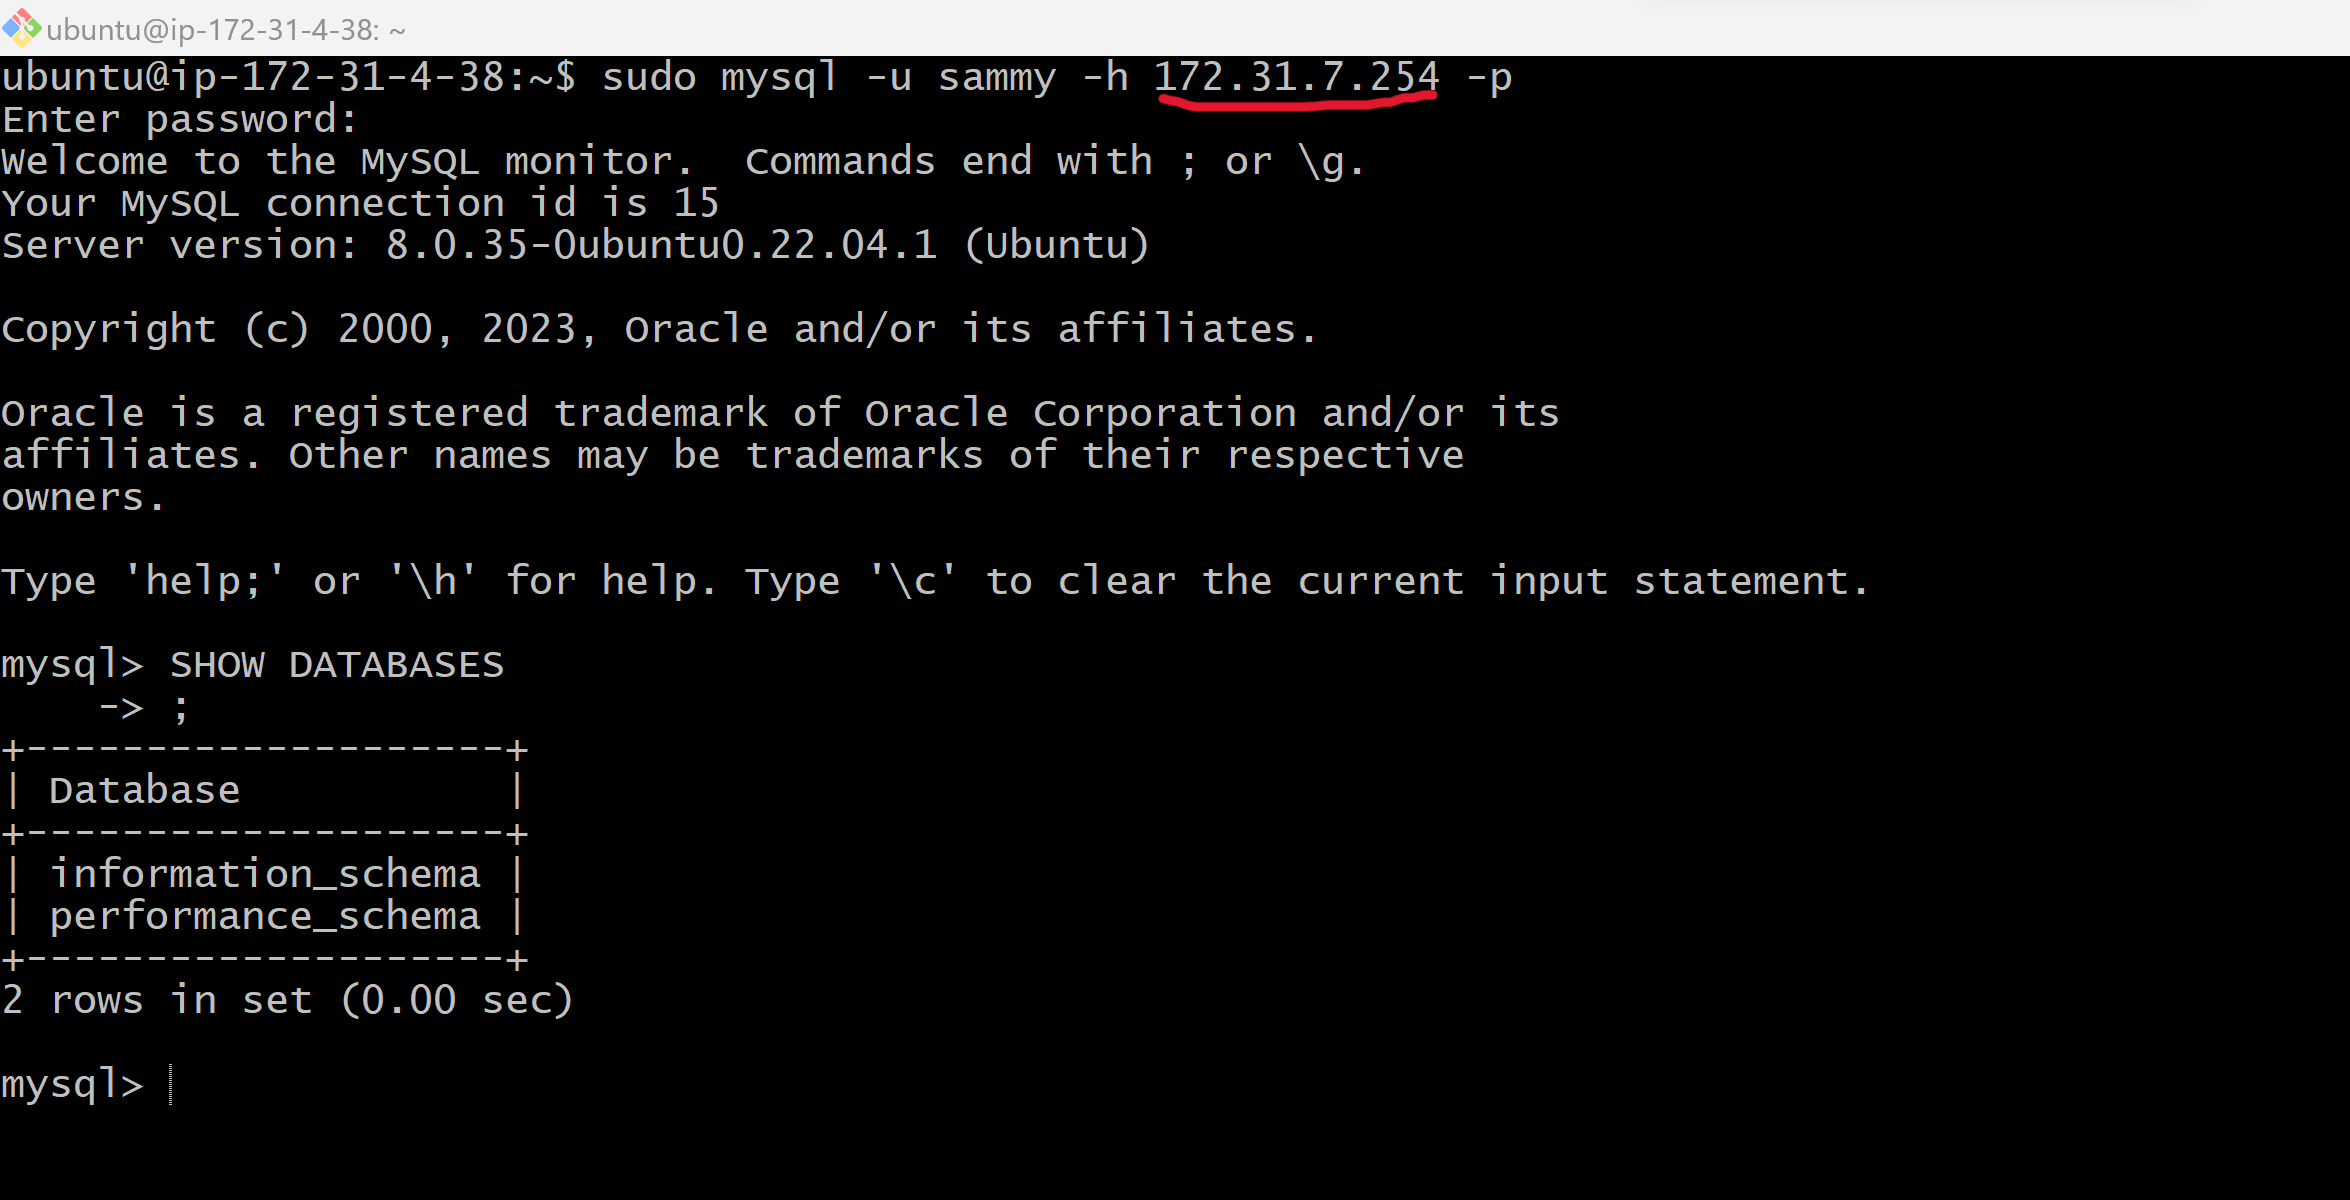 ubuntu@ip-172-31-4-38: ~
ubuntu@ip-172-31-4-38:~$ sudo mysql -u sammy -h 172.31.7.254 -p
Enter password:
Welcome to the MySQL monitor.  Commands end with ; or \g.
Your MySQL connection id is 15
Server version: 8.0.35-0ubuntu0.22.04.1 (Ubuntu)

Copyright (c) 2000, 2023, Oracle and/or its affiliates.

Oracle is a registered trademark of Oracle Corporation and/or its
affiliates. Other names may be trademarks of their respective
owners.

Type 'help;' or '\h' for help. Type '\c' to clear the current input statement.

mysql> SHOW DATABASES
    -> ;
+--------------------+
| Database           |
+--------------------+
| information_schema |
| performance_schema |
+--------------------+
2 rows in set (0.00 sec)

mysql>